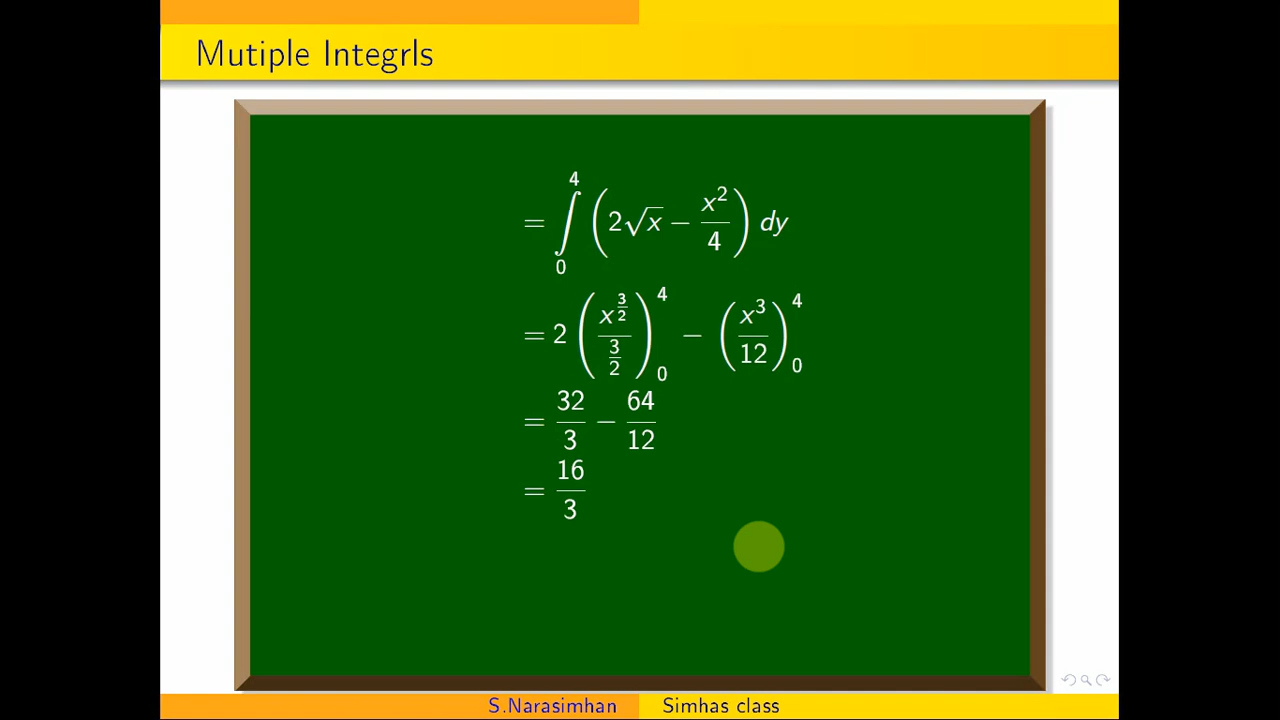 Mutiple Integrls
= ∫₀⁴ (2√x − x²/4) dy
= 2 (x^{3/2} / (3/2))₀⁴ − (x³/12)₀⁴
= 32/3 − 64/12
= 16/3
S.Narasimhan Simhas class